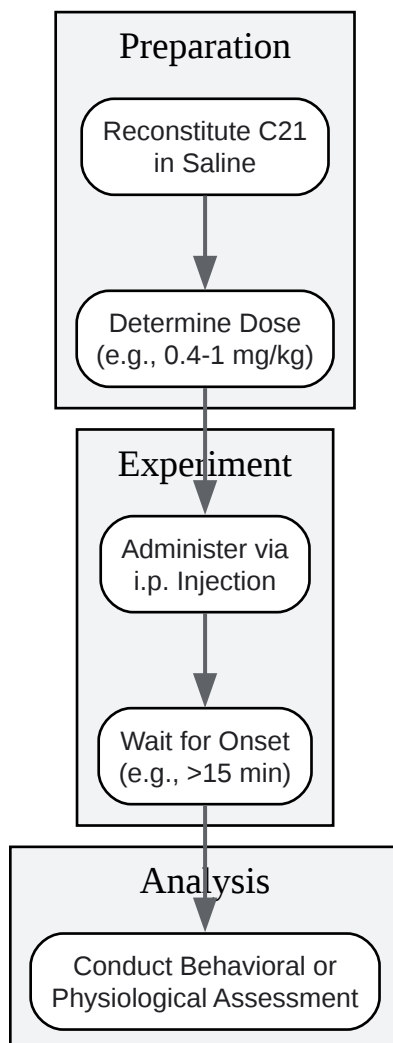 Preparation
Reconstitute C21
in Saline
Determine Dose
(e.g., 0.4-1 mg/kg)
Experiment
Administer via
i.p. Injection
Wait for Onset
(e.g., >15 min)
Analysis
Conduct Behavioral or
Physiological Assessment